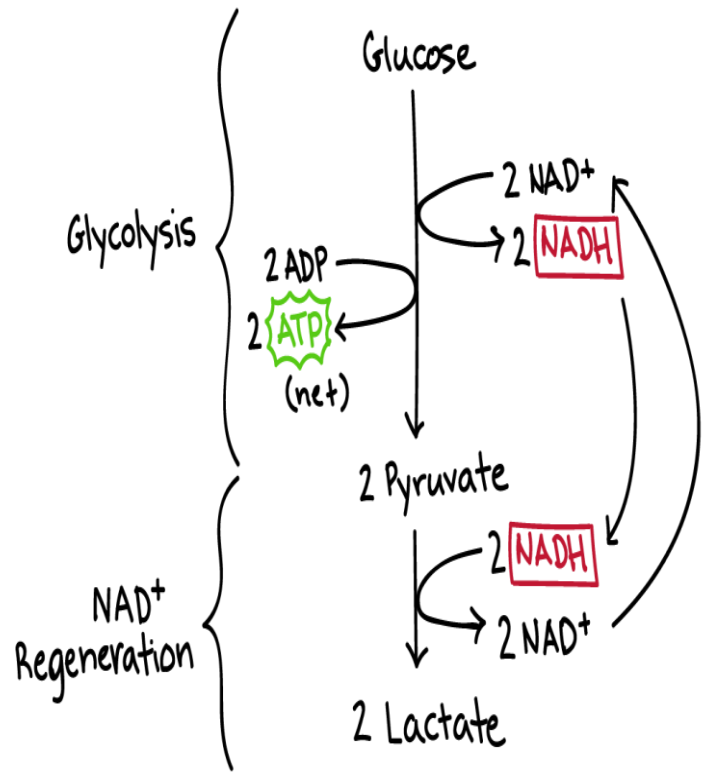 Glucose
2 NAD+
2 NADH
Glycolysis
2 ADP
2 ATP
(net)
2 Pyruvate
2 NADH
2 NAD+
NAD+
Regeneration
2 Lactate